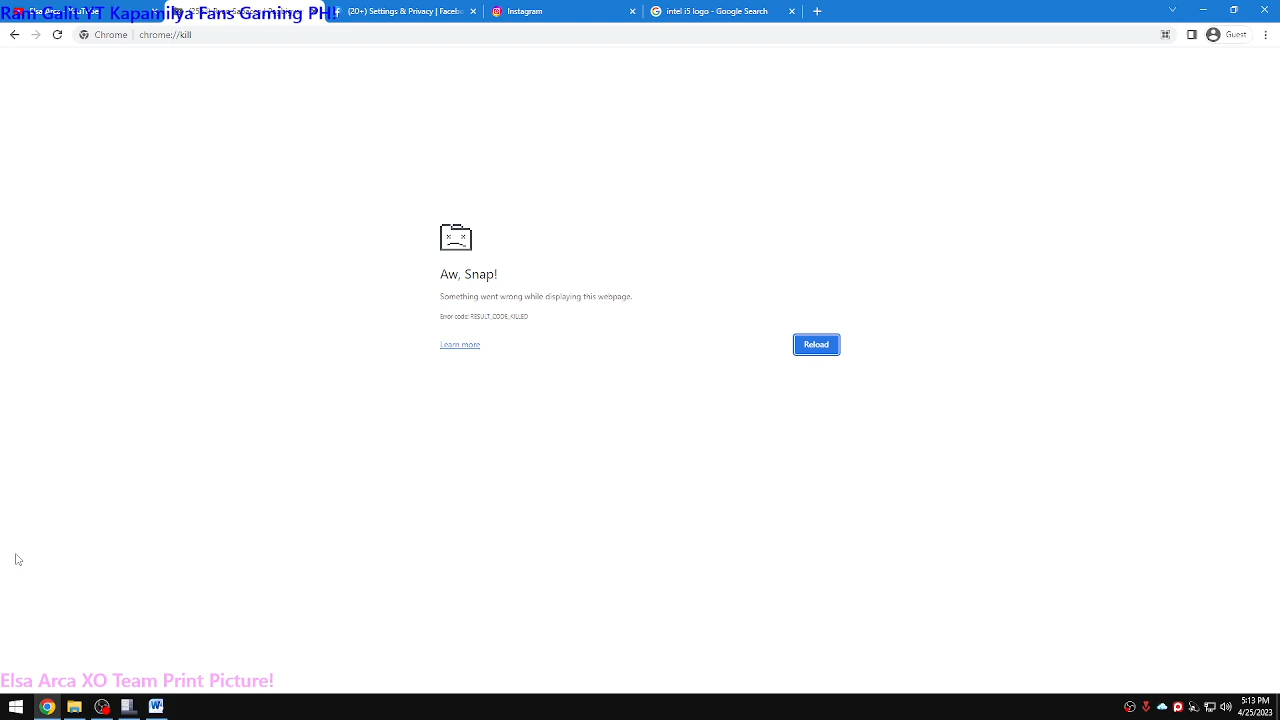 Ram Galit YT Kapamilya Fans Gaming PH!
(20+) Settings & Privacy | Facebo
Instagram
intel i5 logo - Google Search
Chrome
chrome://kill
Guest
Aw, Snap!
Something went wrong while displaying this webpage.
Error code: RESULT_CODE_KILLED
Learn more
Reload
Elsa Arca XO Team Print Picture!
5:13 PM
4/25/2023